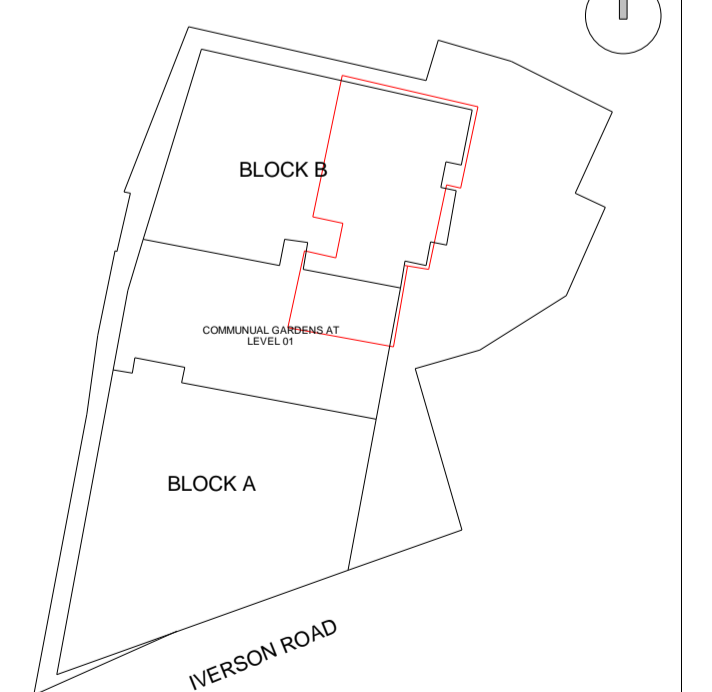 BLOCK B
COMMUNUAL GARDENS AT
LEVEL 01
BLOCK A
IVERSON ROAD